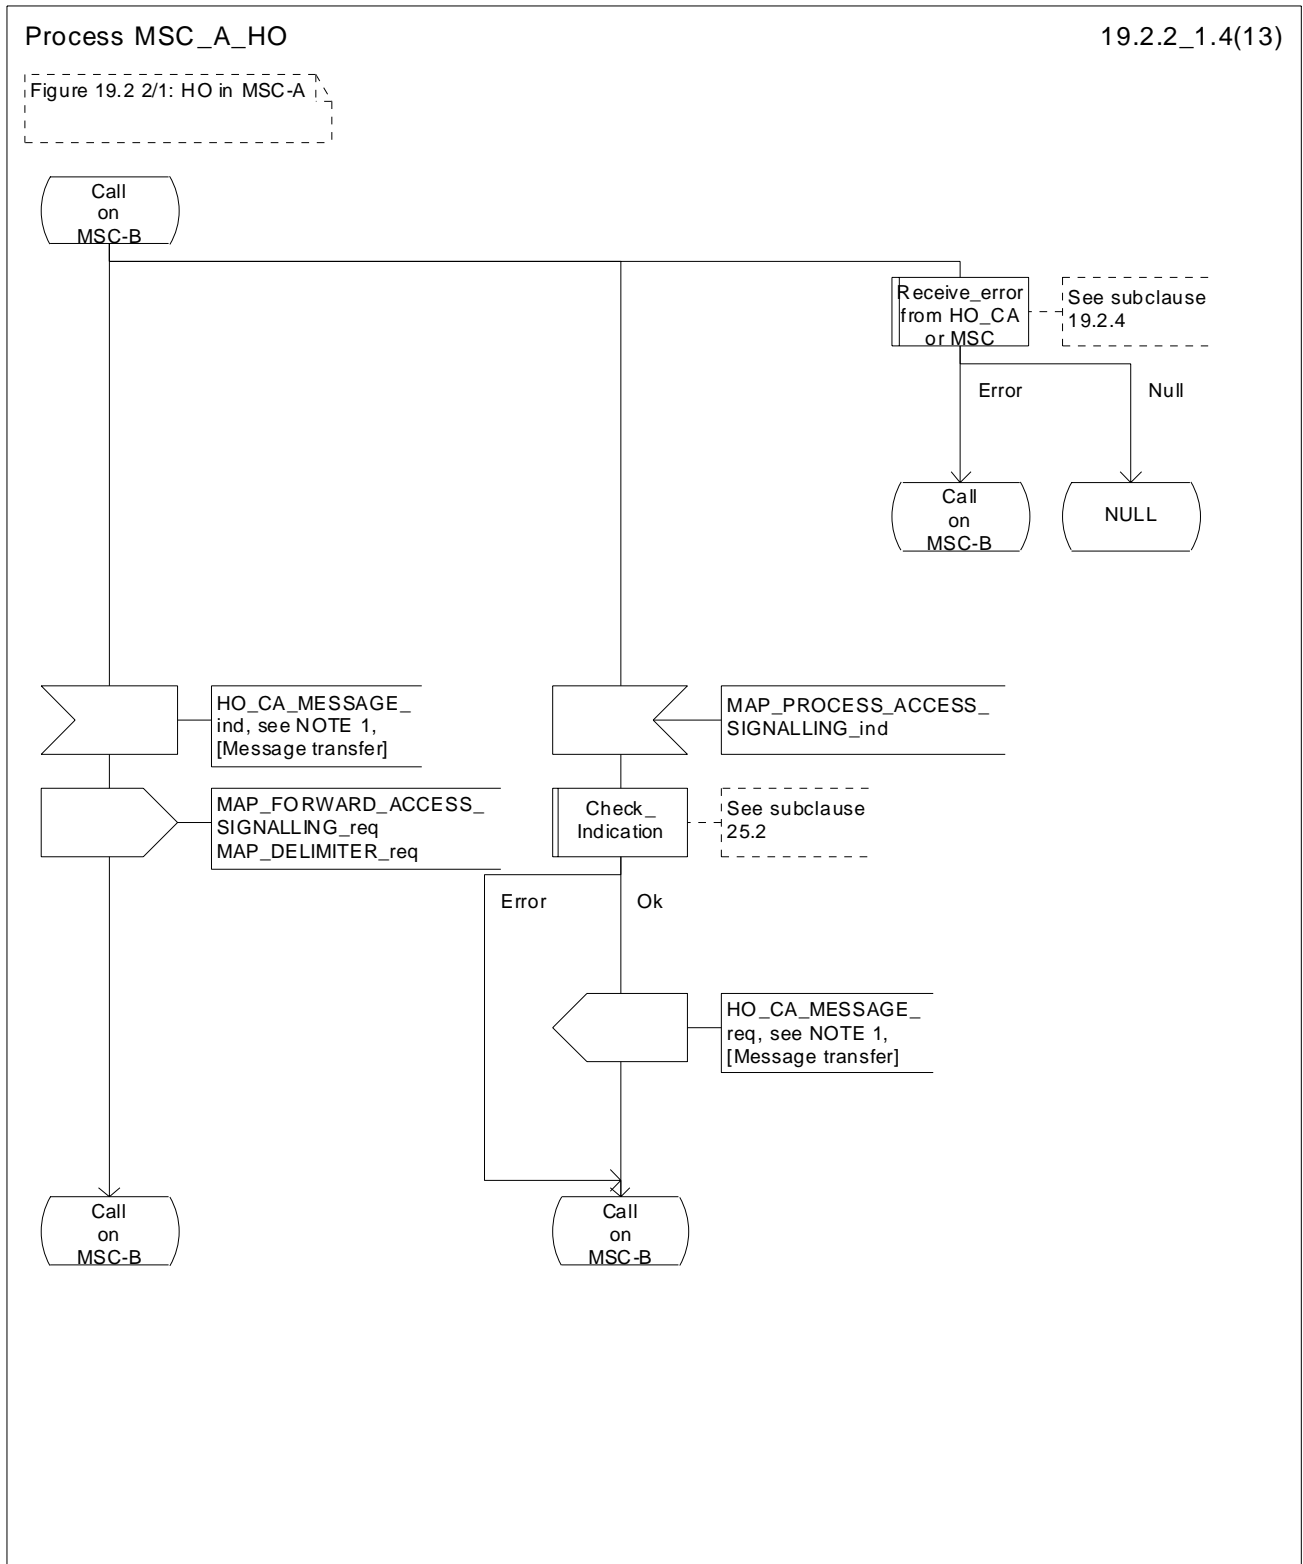 Process MSC_A_HO
19.2.2_1.4(13)
Figure 19.2 2/1: HO in MSC-A
Call
on
MSC-B
Receive_error
from HO_CA
or MSC
See subclause
19.2.4
Error
Null
Call
on
MSC-B
NULL
HO_CA_MESSAGE_
ind, see NOTE 1,
[Message transfer]
MAP_PROCESS_ACCESS_
SIGNALLING_ind
MAP_FORWARD_ACCESS_
SIGNALLING_req
MAP_DELIMITER_req
Check_
Indication
See subclause
25.2
Error
Ok
HO_CA_MESSAGE_
req, see NOTE 1,
[Message transfer]
Call
on
MSC-B
Call
on
MSC-B